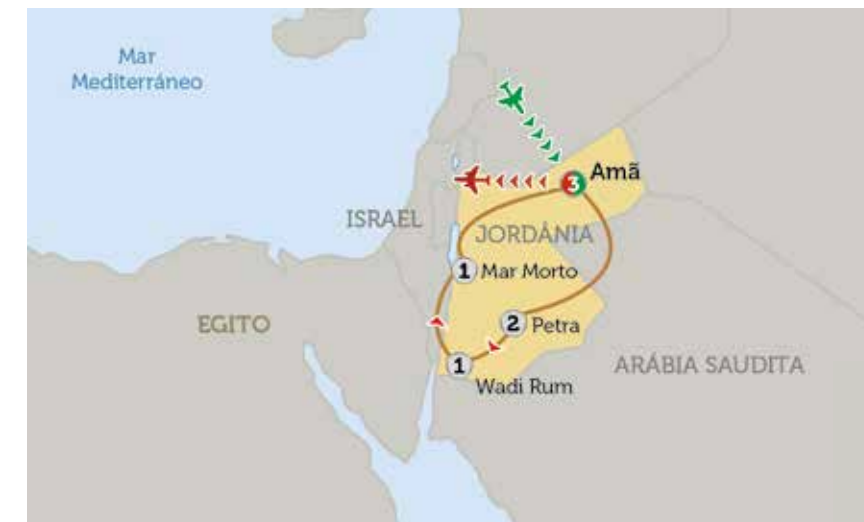 Mar
Mediterráneo
3
Amã
ISRAEL
JORDÂNIA
1 Mar Morto
EGITO
2 Petra
ARÁBIA SAUDITA
1
Wadi Rum